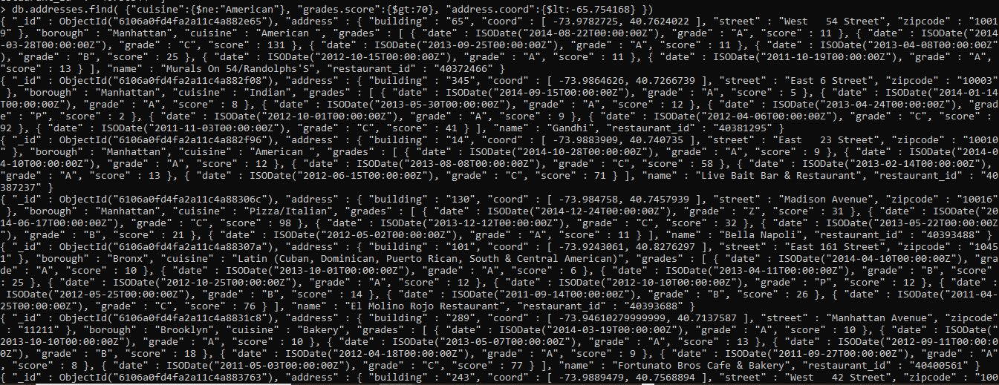 > db.addresses.find( {"cuisine":{$ne:"American"}, "grades.score":{$gt:70}, "address.coord":{$lt:-65.754168} })
{ "_id" : ObjectId("6106a0fd4fa2a11c4a882e65"), "address" : { "building" : "65", "coord" : [ -73.9782725, 40.7624022 ], "street" : "West   54 Street", "zipcode" : "1001
9" }, "borough" : "Manhattan", "cuisine" : "American ", "grades" : [ { "date" : ISODate("2014-08-22T00:00:00Z"), "grade" : "A", "score" : 11 }, { "date" : ISODate("2014
-03-28T00:00:00Z"), "grade" : "C", "score" : 131 }, { "date" : ISODate("2013-09-25T00:00:00Z"), "grade" : "A", "score" : 11 }, { "date" : ISODate("2013-04-08T00:00:00Z"
), "grade" : "B", "score" : 25 }, { "date" : ISODate("2012-10-15T00:00:00Z"), "grade" : "A", "score" : 11 }, { "date" : ISODate("2011-10-19T00:00:00Z"), "grade" : "A",
"score" : 13 } ], "name" : "Murals On 54/Randolphs'S", "restaurant_id" : "40372466" }
{ "_id" : ObjectId("6106a0fd4fa2a11c4a882f08"), "address" : { "building" : "345", "coord" : [ -73.9864626, 40.7266739 ], "street" : "East 6 Street", "zipcode" : "10003"
 }, "borough" : "Manhattan", "cuisine" : "Indian", "grades" : [ { "date" : ISODate("2014-09-15T00:00:00Z"), "grade" : "A", "score" : 5 }, { "date" : ISODate("2014-01-14
T00:00:00Z"), "grade" : "A", "score" : 8 }, { "date" : ISODate("2013-05-30T00:00:00Z"), "grade" : "A", "score" : 12 }, { "date" : ISODate("2013-04-24T00:00:00Z"), "grad
e" : "P", "score" : 2 }, { "date" : ISODate("2012-10-01T00:00:00Z"), "grade" : "A", "score" : 9 }, { "date" : ISODate("2012-04-06T00:00:00Z"), "grade" : "C", "score" :
92 }, { "date" : ISODate("2011-11-03T00:00:00Z"), "grade" : "C", "score" : 41 } ], "name" : "Gandhi", "restaurant_id" : "40381295" }
{ "_id" : ObjectId("6106a0fd4fa2a11c4a882f96"), "address" : { "building" : "14", "coord" : [ -73.9883909, 40.740735 ], "street" : "East   23 Street", "zipcode" : "10010
" }, "borough" : "Manhattan", "cuisine" : "American ", "grades" : [ { "date" : ISODate("2014-10-28T00:00:00Z"), "grade" : "A", "score" : 9 }, { "date" : ISODate("2014-0
4-10T00:00:00Z"), "grade" : "A", "score" : 12 }, { "date" : ISODate("2013-08-08T00:00:00Z"), "grade" : "C", "score" : 58 }, { "date" : ISODate("2013-02-14T00:00:00Z"),
"grade" : "A", "score" : 13 }, { "date" : ISODate("2012-06-15T00:00:00Z"), "grade" : "C", "score" : 71 } ], "name" : "Live Bait Bar & Restaurant", "restaurant_id" : "40
387237" }
{ "_id" : ObjectId("6106a0fd4fa2a11c4a88306c"), "address" : { "building" : "130", "coord" : [ -73.984758, 40.7457939 ], "street" : "Madison Avenue", "zipcode" : "10016"
 }, "borough" : "Manhattan", "cuisine" : "Pizza/Italian", "grades" : [ { "date" : ISODate("2014-12-24T00:00:00Z"), "grade" : "Z", "score" : 31 }, { "date" : ISODate("20
14-06-17T00:00:00Z"), "grade" : "C", "score" : 98 }, { "date" : ISODate("2013-12-12T00:00:00Z"), "grade" : "C", "score" : 32 }, { "date" : ISODate("2013-05-22T00:00:00Z
"), "grade" : "B", "score" : 21 }, { "date" : ISODate("2012-05-02T00:00:00Z"), "grade" : "A", "score" : 11 } ], "name" : "Bella Napoli", "restaurant_id" : "40393488" }
{ "_id" : ObjectId("6106a0fd4fa2a11c4a88307a"), "address" : { "building" : "101", "coord" : [ -73.9243061, 40.8276297 ], "street" : "East 161 Street", "zipcode" : "1045
1" }, "borough" : "Bronx", "cuisine" : "Latin (Cuban, Dominican, Puerto Rican, South & Central American)", "grades" : [ { "date" : ISODate("2014-04-10T00:00:00Z"), "gra
de" : "A", "score" : 10 }, { "date" : ISODate("2013-10-01T00:00:00Z"), "grade" : "A", "score" : 6 }, { "date" : ISODate("2013-04-11T00:00:00Z"), "grade" : "B", "score"
: 25 }, { "date" : ISODate("2012-10-25T00:00:00Z"), "grade" : "A", "score" : 12 }, { "date" : ISODate("2012-10-10T00:00:00Z"), "grade" : "P", "score" : 12 }, { "date" :
 ISODate("2012-05-25T00:00:00Z"), "grade" : "B", "score" : 14 }, { "date" : ISODate("2011-09-14T00:00:00Z"), "grade" : "B", "score" : 26 }, { "date" : ISODate("2011-04-
25T00:00:00Z"), "grade" : "C", "score" : 76 } ], "name" : "El Molino Rojo Restaurant", "restaurant_id" : "40393688" }
{ "_id" : ObjectId("6106a0fd4fa2a11c4a8831c8"), "address" : { "building" : "289", "coord" : [ -73.94610279999999, 40.7137587 ], "street" : "Manhattan Avenue", "zipcode"
 : "11211" }, "borough" : "Brooklyn", "cuisine" : "Bakery", "grades" : [ { "date" : ISODate("2014-03-19T00:00:00Z"), "grade" : "A", "score" : 10 }, { "date" : ISODate("
2013-10-10T00:00:00Z"), "grade" : "A", "score" : 10 }, { "date" : ISODate("2013-05-07T00:00:00Z"), "grade" : "A", "score" : 13 }, { "date" : ISODate("2012-09-11T00:00:0
0Z"), "grade" : "B", "score" : 18 }, { "date" : ISODate("2012-04-18T00:00:00Z"), "grade" : "A", "score" : 9 }, { "date" : ISODate("2011-09-27T00:00:00Z"), "grade" : "A"
, "score" : 8 }, { "date" : ISODate("2011-05-03T00:00:00Z"), "grade" : "C", "score" : 77 } ], "name" : "Fortunato Bros Cafe & Bakery", "restaurant_id" : "40400561" }
{ "_id" : ObjectId("6106a0fd4fa2a11c4a883763"), "address" : { "building" : "243", "coord" : [ -73.9889479, 40.7568894 ], "street" : "West   42 Street", "zipcode" : "100